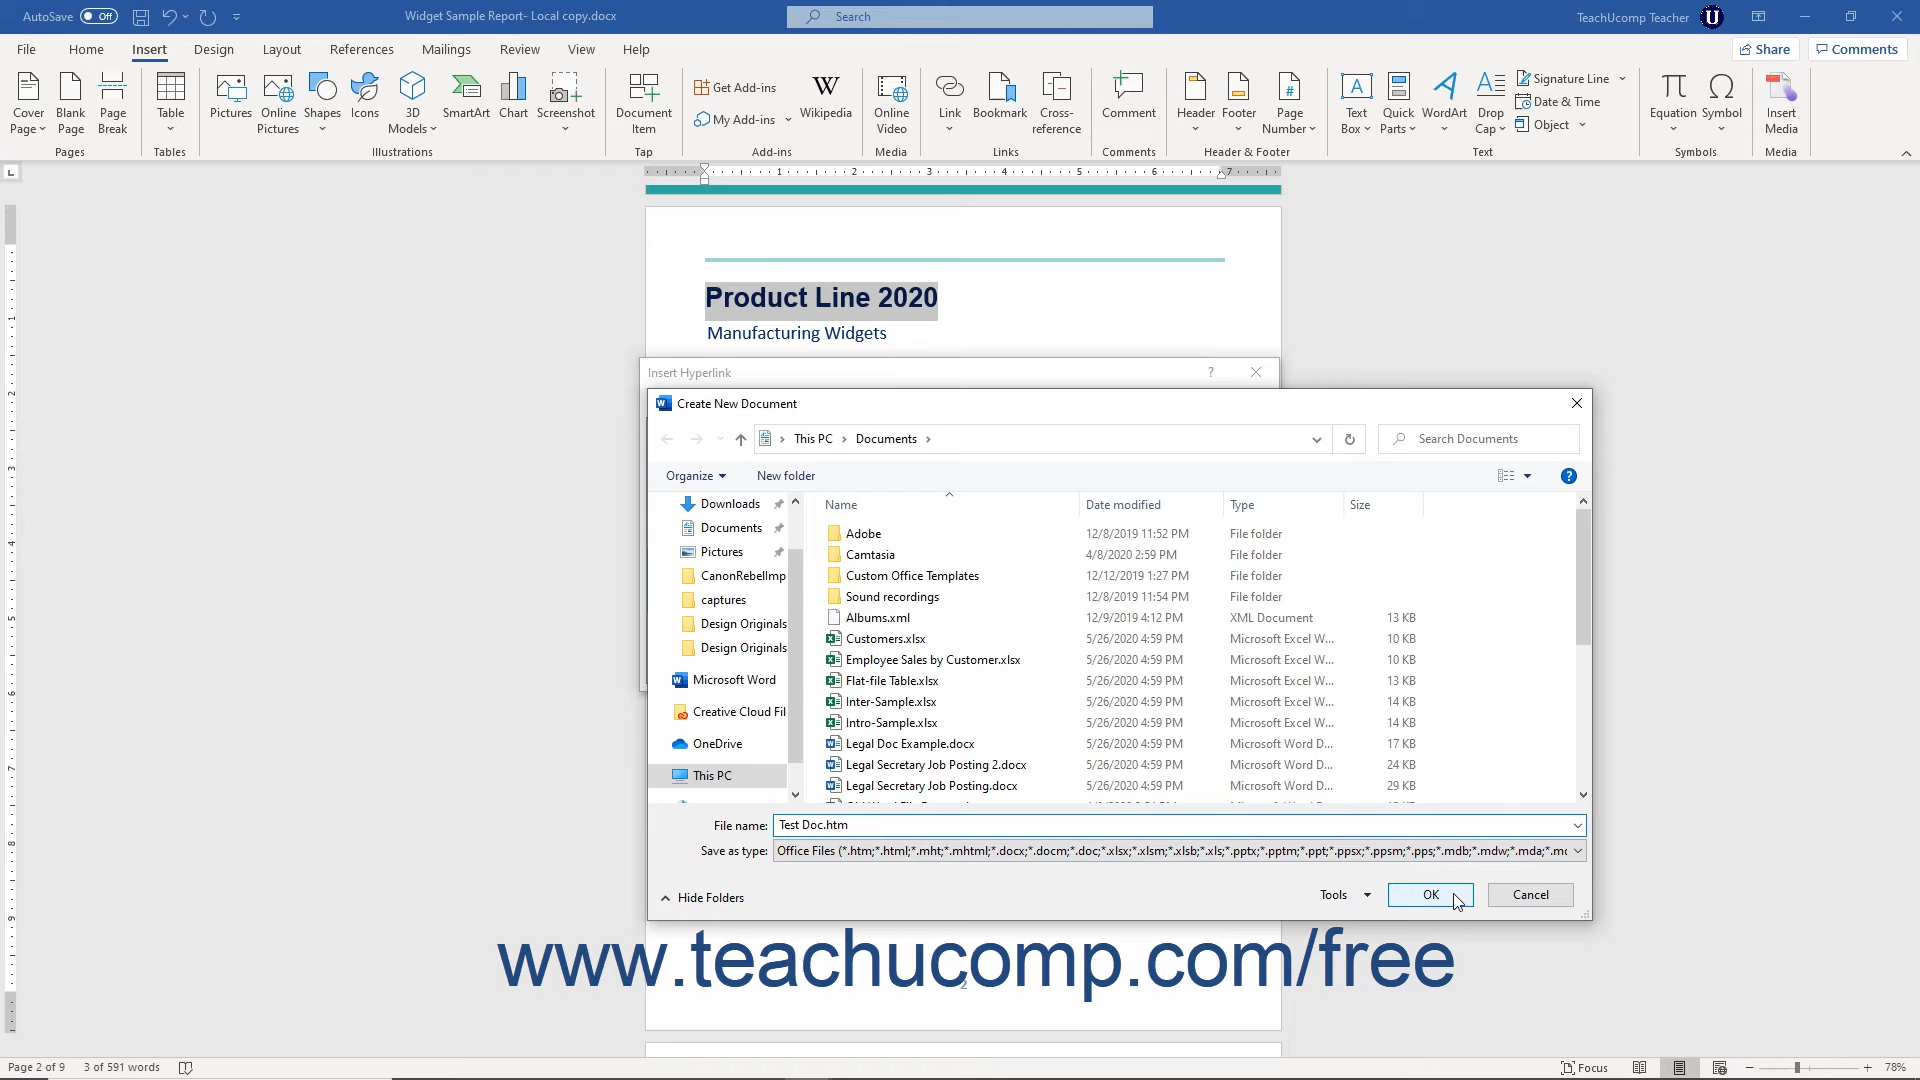 AutoSave Off Widget Sample Report- Local copy.docx Search TeachUcomp Teacher U
File Home Insert Design Layout References Mailings Review View Help Share Comments
Cover Page Blank Page Page Break Table Pictures Online Pictures Shapes Icons 3D Models SmartArt Chart Screenshot Document Item Get Add-ins My Add-ins W Wikipedia Online Video Link Bookmark Cross-reference Comment Header Footer Page Number Text Box Quick Parts WordArt Drop Cap Signature Line Date & Time Object Equation Symbol Insert Media
Pages Tables Illustrations Tap Add-ins Media Links Comments Header & Footer Text Symbols Media
1 2 3 4 5 6 7
1
2
3
4
5
6
7
8
9
Product Line 2020
Manufacturing Widgets
Insert Hyperlink ?
Create New Document
This PC Documents Search Documents
Organize New folder ?
Downloads
Documents
Pictures
CanonRebelImp
captures
Design Originals
Design Originals
Microsoft Word
Creative Cloud Fil
OneDrive
This PC
Name Date modified Type Size
Adobe 12/8/2019 11:52 PM File folder
Camtasia 4/8/2020 2:59 PM File folder
Custom Office Templates 12/12/2019 1:27 PM File folder
Sound recordings 12/8/2019 11:54 PM File folder
Albums.xml 12/9/2019 4:12 PM XML Document 13 KB
Customers.xlsx 5/26/2020 4:59 PM Microsoft Excel W... 10 KB
Employee Sales by Customer.xlsx 5/26/2020 4:59 PM Microsoft Excel W... 10 KB
Flat-file Table.xlsx 5/26/2020 4:59 PM Microsoft Excel W... 13 KB
Inter-Sample.xlsx 5/26/2020 4:59 PM Microsoft Excel W... 14 KB
Intro-Sample.xlsx 5/26/2020 4:59 PM Microsoft Excel W... 14 KB
Legal Doc Example.docx 5/26/2020 4:59 PM Microsoft Word D... 17 KB
Legal Secretary Job Posting 2.docx 5/26/2020 4:59 PM Microsoft Word D... 24 KB
Legal Secretary Job Posting.docx 5/26/2020 4:59 PM Microsoft Word D... 29 KB
File name: Test Doc.htm
Save as type: Office Files (*.htm;*.html;*.mht;*.mhtml;*.docx;*.docm;*.doc;*.xlsx;*.xlsm;*.xlsb;*.xls;*.pptx;*.pptm;*.ppt;*.ppsx;*.ppsm;*.pps;*.mdb;*.mdw;*.mda;*.mc
Hide Folders Tools OK Cancel
www.teachucomp.com/free
2
Page 2 of 9 3 of 591 words Focus 78%